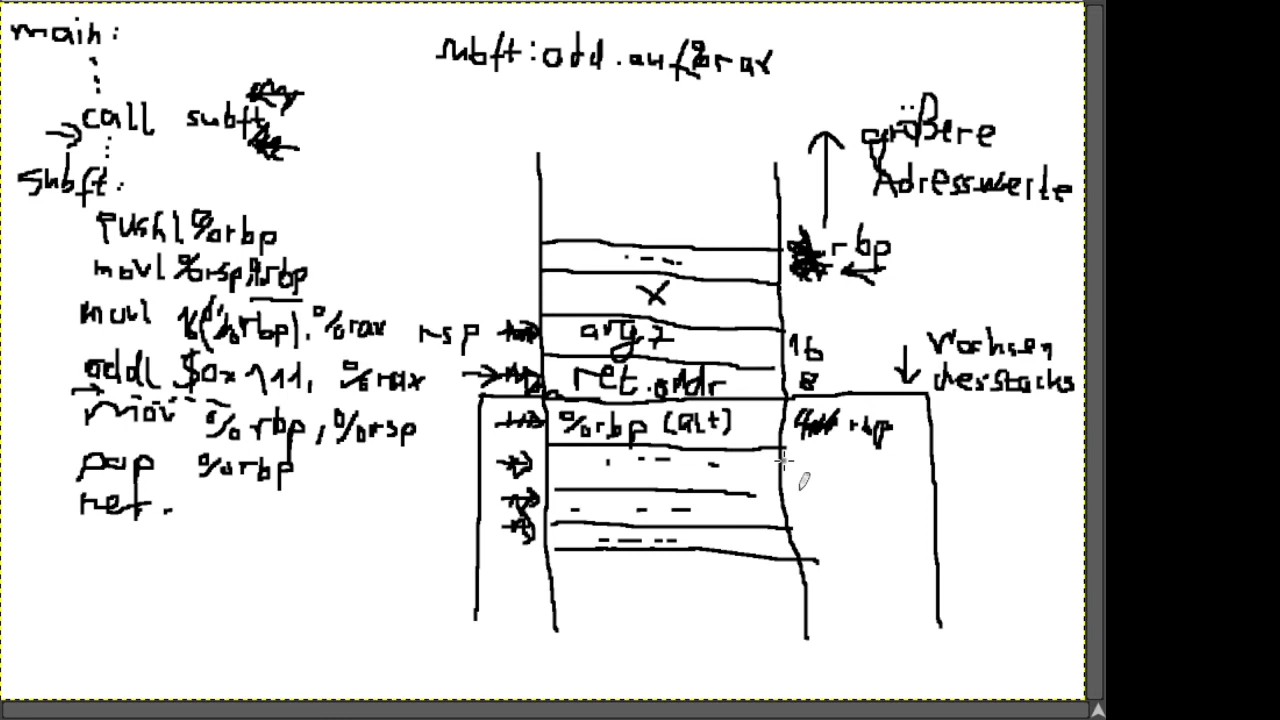 main:
subft: add. auf %rax
call subft
subft:
größere
Adresswerte
pushl %rbp
movl %rsp, %rbp
rbp
x
movl 16(%rbp), %rax
rsp
arg.1
16
Wachsen
des Stacks
addl $0x111, %rax
ret.addr
8
mov %rbp, %rsp
%rbp (alt)
rbp
pop %rbp
ret.